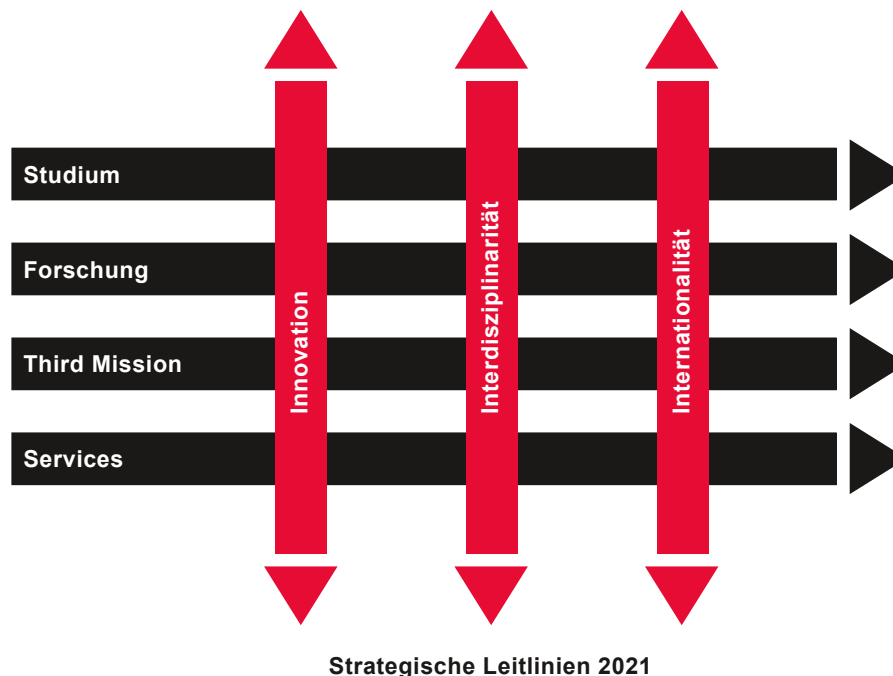 Studium
Forschung
Third Mission
Services
Innovation
Interdisziplinarität
Internationalität
Strategische Leitlinien 2021